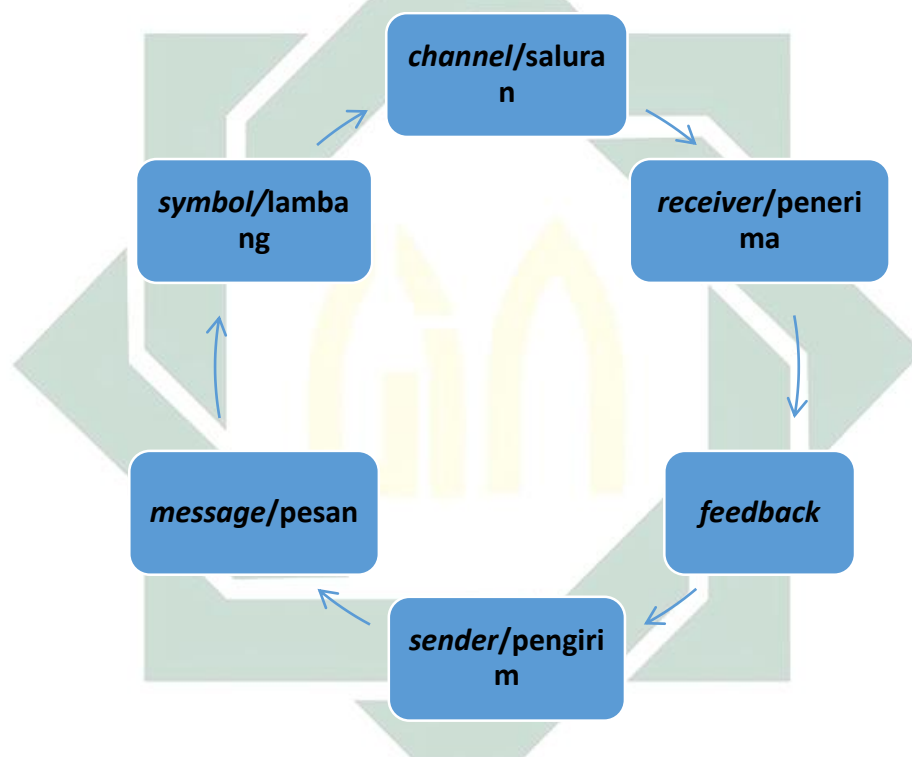 channel/salura
n
symbol/lamba
ng
receiver/peneri
ma
message/pesan
feedback
sender/pengiri
m